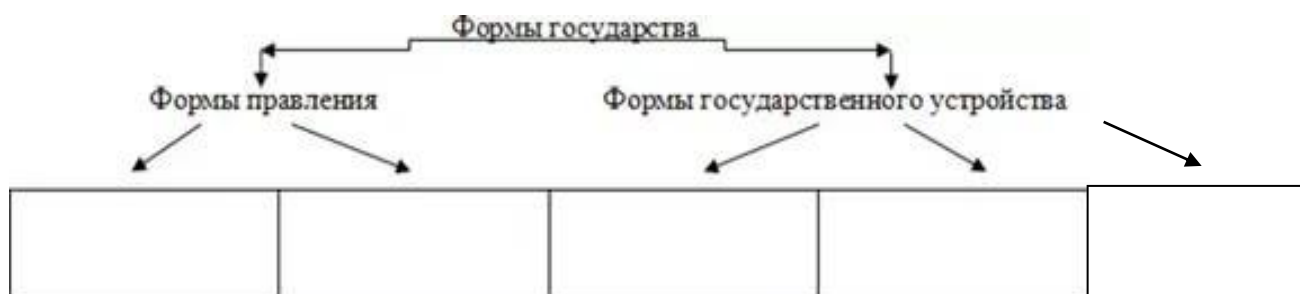 Формы государства
Формы правления
Формы государственного устройства